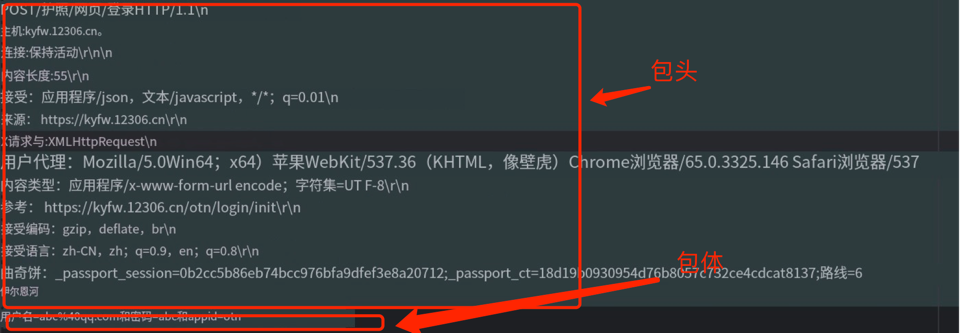 POST/护照/网页/登录HTTP/1.1\n
主机:kyfw.12306.cn。
连接:保持活动\r\n\n
内容长度:55\r\n
包头
接受：应用程序/json，文本/javascript，*/*；q=0.01\n
来源： https://kyfw.12306.cn\r\n
X请求与:XMLHttpRequest\n
用户代理：Mozilla/5.0Win64；x64）苹果WebKit/537.36（KHTML，像壁虎）Chrome浏览器/65.0.3325.146 Safari浏览器/537
内容类型：应用程序/x-www-form-url encode；字符集=UT F-8\r\n
参考： https://kyfw.12306.cn/otn/login/init\r\n
接受编码：gzip，deflate，br\n
接受语言：zh-CN，zh；q=0.9，en；q=0.8\r\n
包体
曲奇饼：_passport_session=0b2cc5b86eb74bcc976bfa9dfef3e8a20712;_passport_ct=18d19b0930954d76b8057c732ce4cdcat8137;路线=6
伊尔恩河
用户名=abc%40qq.com和密码=abc和appid=otn